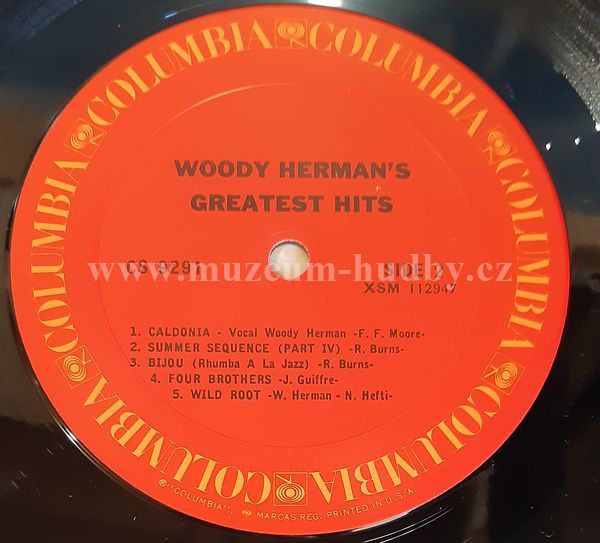 COLUMBIA COLUMBIA COLUMBIA COLUMBIA COLUMBIA COLUMBIA
WOODY HERMAN'S
GREATEST HITS
CS 9291 SIDE 2
www.muzeum-hudby.cz
XSM 112947
1. CALDONIA - Vocal Woody Herman -F. F. Moore-
2. SUMMER SEQUENCE (PART IV) -R. Burns-
3. BIJOU (Rhumba A La Jazz) -R. Burns-
4. FOUR BROTHERS -J. Guiffre-
5. WILD ROOT -W. Herman - N. Hefti-
®"COLUMBIA", MARCAS REG. PRINTED IN U.S.A.